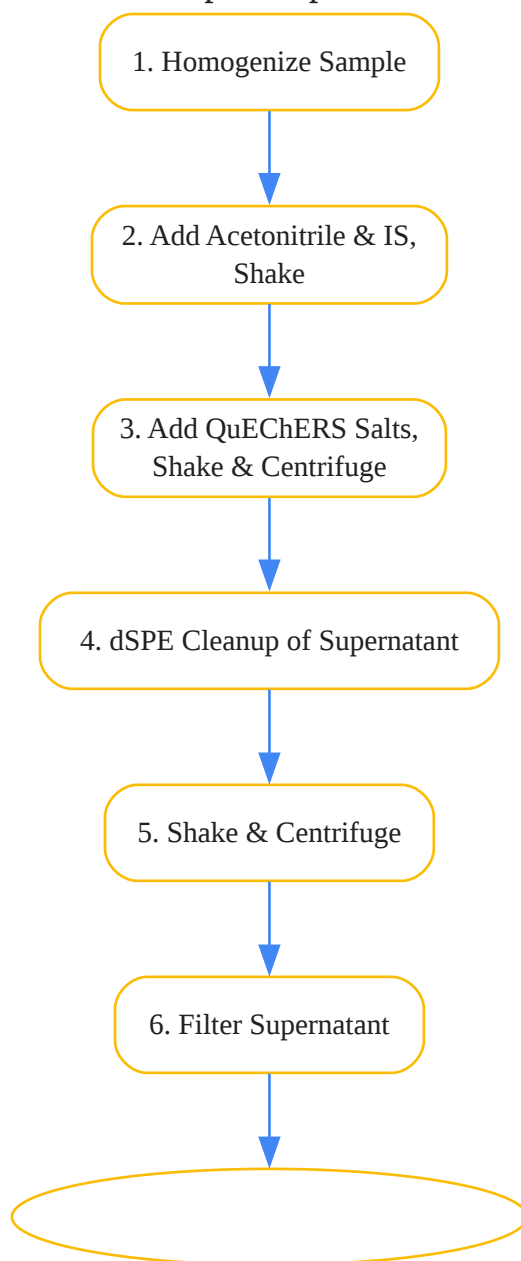 1. Homogenize Sample
2. Add Acetonitrile & IS,
Shake
3. Add QuEChERS Salts,
Shake & Centrifuge
4. dSPE Cleanup of Supernatant
5. Shake & Centrifuge
6. Filter Supernatant